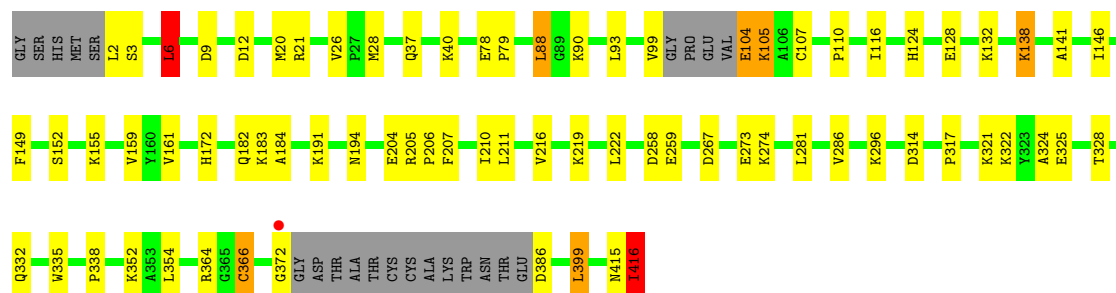 GLY SER HIS MET SER L2 S3 L6 D9 D12 M20 R21 V26 P27 M28 Q37 K40 E78 P79 L88 G89 K90 L93 V99 GLY PRO GLU VAL E104 K105 A106 C107 P110 I116 H124 E128 K132 K138 A141 I146
F149 S152 K155 V159 Y160 V161 H172 Q182 K183 A184 K191 N194 E204 R205 P206 F207 I210 L211 V216 K219 L222 D258 E259 D267 E273 K274 L281 V286 K296 D314 P317 K321 K322 Y323 A324 E325 T328
Q332 W335 P338 K352 A353 L354 R364 G365 C366 G372 GLY ASP THR ALA THR CYS CYS ALA LYS TRP ASN THR GLU D386 L399 N415 I416